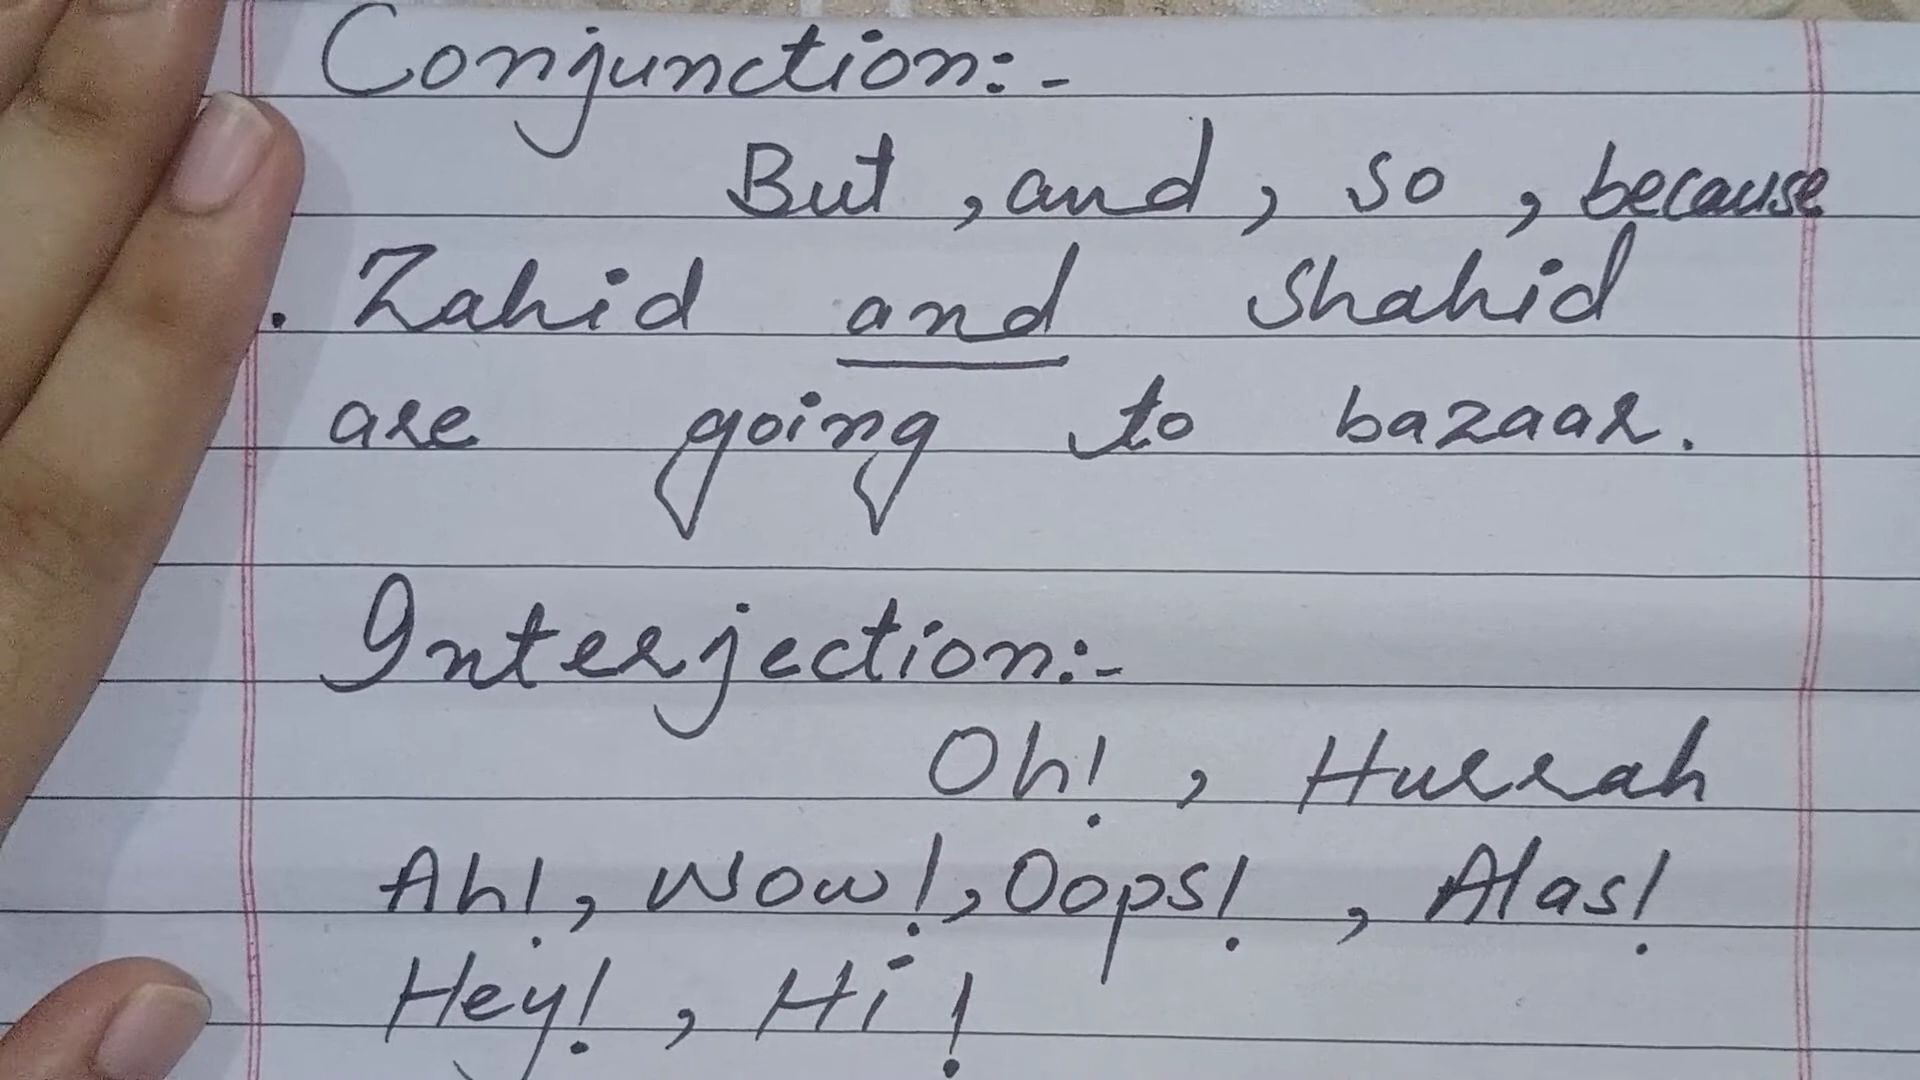 Conjunction:-
But, and, so, because
. Zahid and Shahid
are going to bazaar.
Interjection:-
Oh!, Hurrah
Ah!, Wow!, Oops!, Alas!
Hey!, Hi!